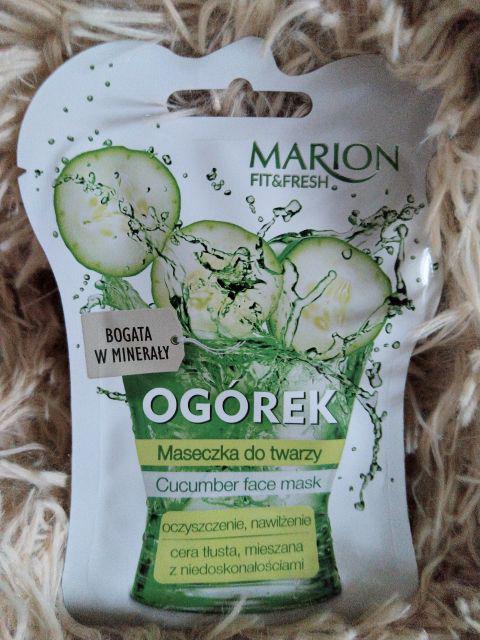 MARION
FIT&FRESH
BOGATA
W MINERAŁY
OGÓREK
Maseczka do twarzy
Cucumber face mask
oczyszczenie, nawilżenie
cera tłusta, mieszana
z niedoskonałościami